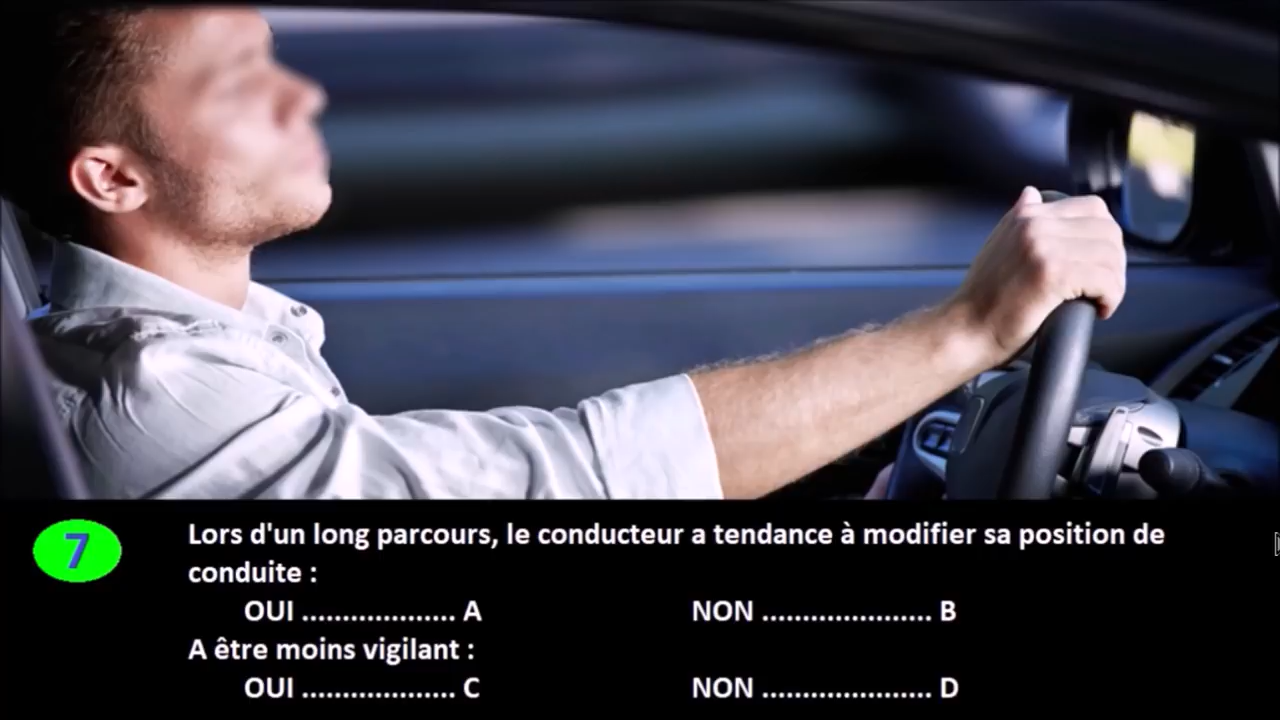 7
Lors d'un long parcours, le conducteur a tendance à modifier sa position de
conduite :
OUI ................... A NON ..................... B
A être moins vigilant :
OUI ................... C NON ..................... D